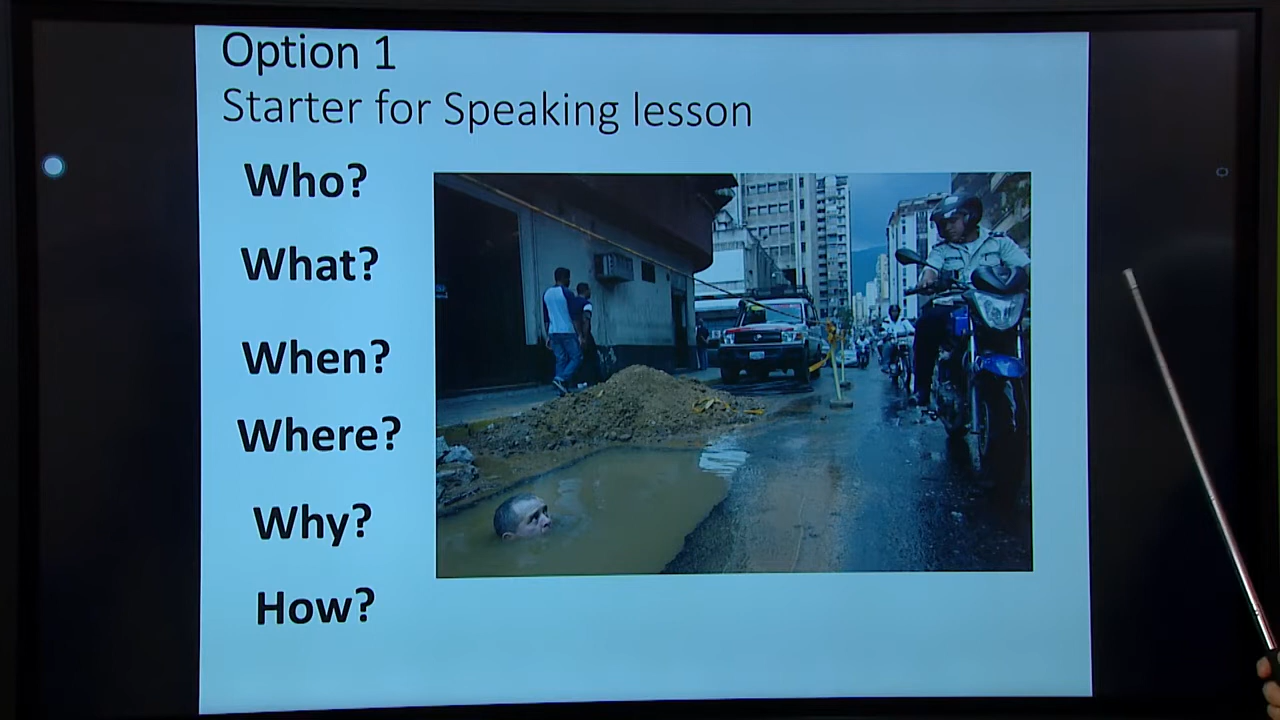 Option 1
Starter for Speaking lesson
Who?
What?
When?
Where?
Why?
How?